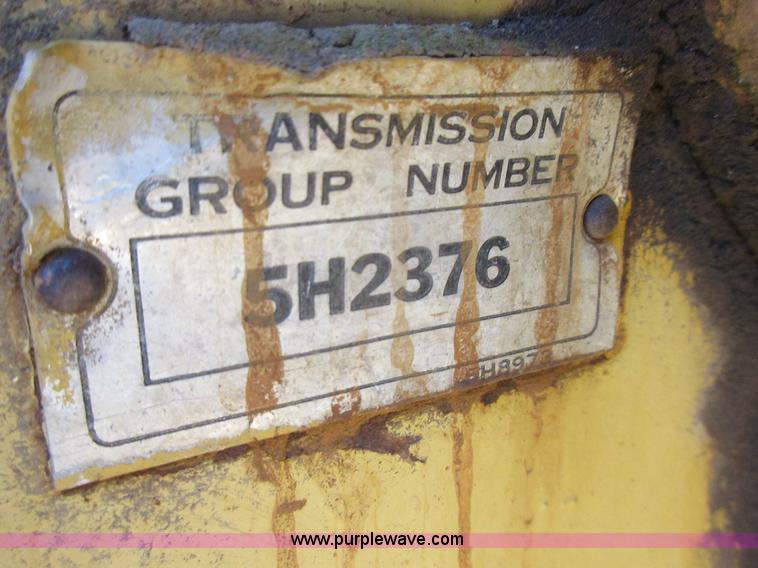 TRANSMISSION
GROUP NUMBER
5H2376
www.purplewave.com